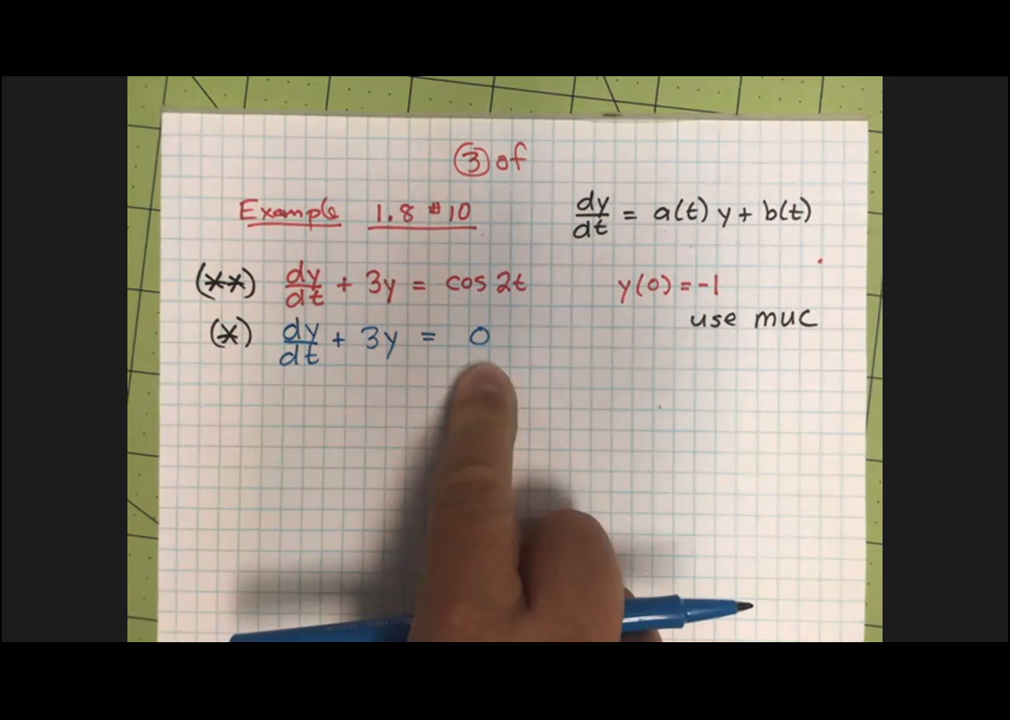 ③ of
Example 1.8 #10
dy/dt = a(t) y + b(t)
(**) dy/dt + 3y = cos 2t
y(0) = -1
use muc
(*) dy/dt + 3y = 0